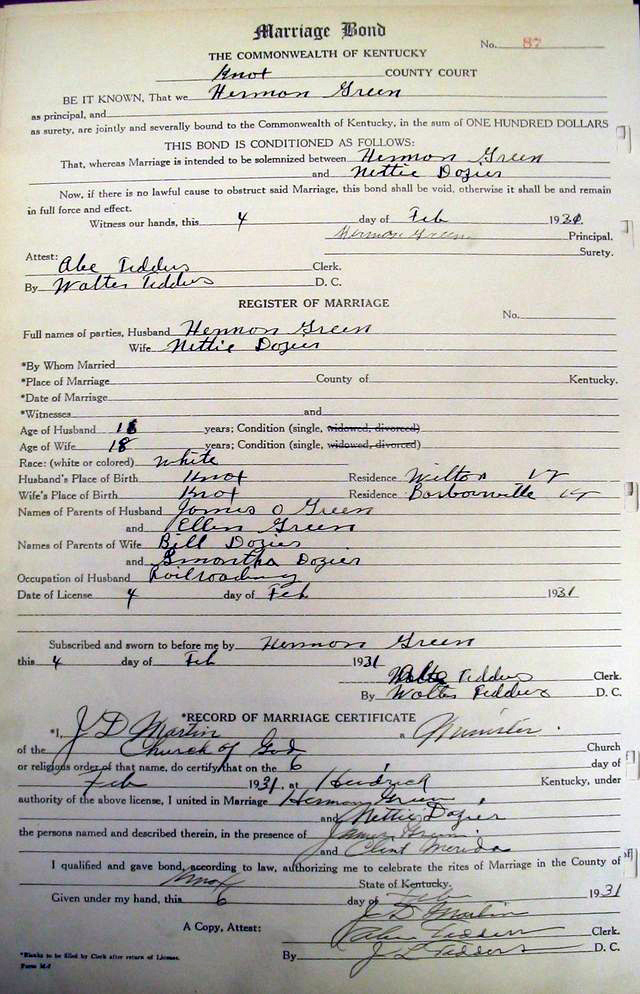 Marriage Bond
No. 87
THE COMMONWEALTH OF KENTUCKY
Knox COUNTY COURT
BE IT KNOWN, That we Herman Green
as principal, and
as surety, are jointly and severally bound to the Commonwealth of Kentucky, in the sum of ONE HUNDRED DOLLARS
THIS BOND IS CONDITIONED AS FOLLOWS:
That, whereas Marriage is intended to be solemnized between Herman Green
and Nettie Dozier
Now, if there is no lawful cause to obstruct said Marriage, this bond shall be void, otherwise it shall be and remain
in full force and effect.
Witness our hands, this 4 day of Feb 1931.
Herman Green Principal.
Surety.
Attest:
Abe Tedders Clerk.
By Walter Tedders D. C.
REGISTER OF MARRIAGE
No.
Full names of parties, Husband Herman Green
Wife Nettie Dozier
*By Whom Married
*Place of Marriage County of Kentucky.
*Date of Marriage
*Witnesses and
Age of Husband years; Condition (single, widowed, divorced)
Age of Wife 18 years; Condition (single, widowed, divorced)
Race: (white or colored) White
Husband's Place of Birth Knox Residence Wilton Ky
Wife's Place of Birth Knox Residence Barbourville Ky
Names of Parents of Husband James O Green
and Ellen Green
Names of Parents of Wife Bill Dozier
and Smantha Dozier
Occupation of Husband Railroading
Date of License 4 day of Feb 1931
Subscribed and sworn to before me by Herman Green
this 4 day of Feb 1931
Tedders Clerk.
By Walter Tedders D. C.
*RECORD OF MARRIAGE CERTIFICATE
*I, J D Martin a Minister.
of the Church of God Church
or religious order of that name, do certify that on the 6 day of
Feb 1931, at Heidrick Kentucky, under
authority of the above license, I united in Marriage Herman Green
and Nettie Dozier
the persons named and described therein, in the presence of James Green
and Clint Merida
I qualified and gave bond, according to law, authorizing me to celebrate the rites of Marriage in the County of
Knox State of Kentucky.
Given under my hand, this 6 day of Feb 1931
J D Martin
A Copy, Attest: Tedders Clerk.
By J L Tedders D. C.
*Blanks to be filled by Clerk after return of License.
Form M-1